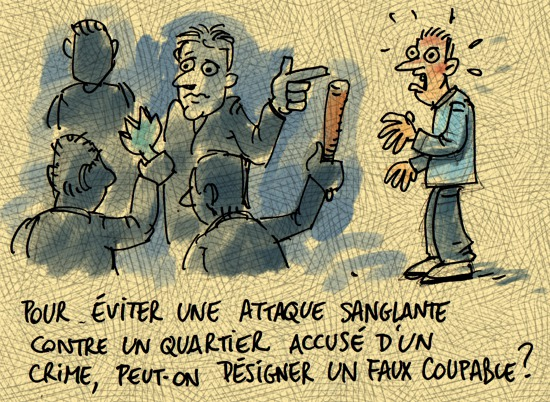 POUR ÉVITER UNE ATTAQUE SANGLANTE
CONTRE UN QUARTIER ACCUSÉ D'UN
CRIME, PEUT-ON DÉSIGNER UN FAUX COUPABLE?